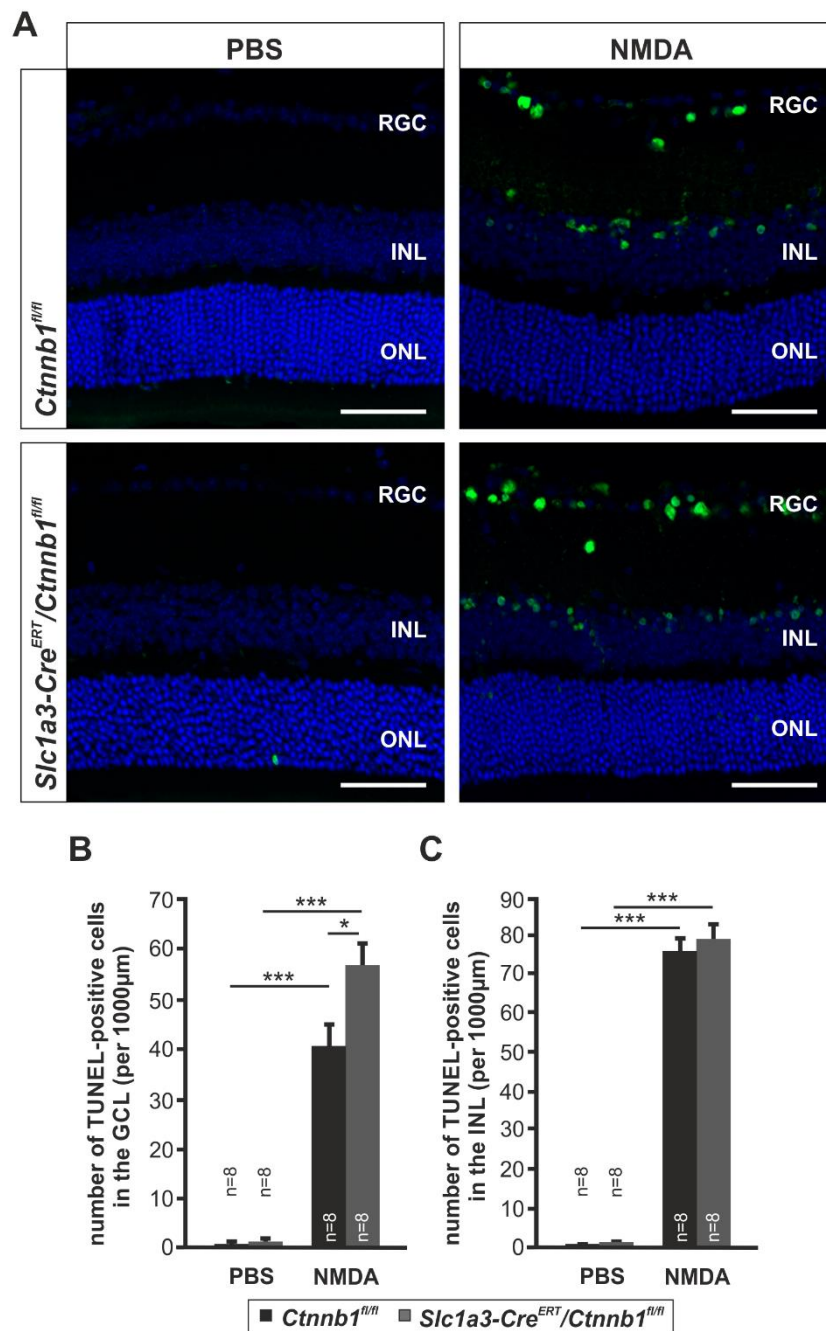 A
PBS
NMDA
Ctnnb1fl/fl
RGC
INL
ONL
RGC
INL
ONL
Slc1a3-CreERT/Ctnnb1fl/fl
RGC
INL
ONL
RGC
INL
ONL
B
number of TUNEL-positive cells
in the GCL (per 1000µm)
70
60
50
40
30
20
10
0
***
*
***
n=8
n=8
n=8
n=8
PBS
NMDA
C
number of TUNEL-positive cells
in the INL (per 1000µm)
90
80
70
60
50
40
30
20
10
0
***
***
n=8
n=8
n=8
n=8
PBS
NMDA
Ctnnb1fl/fl
Slc1a3-CreERT/Ctnnb1fl/fl